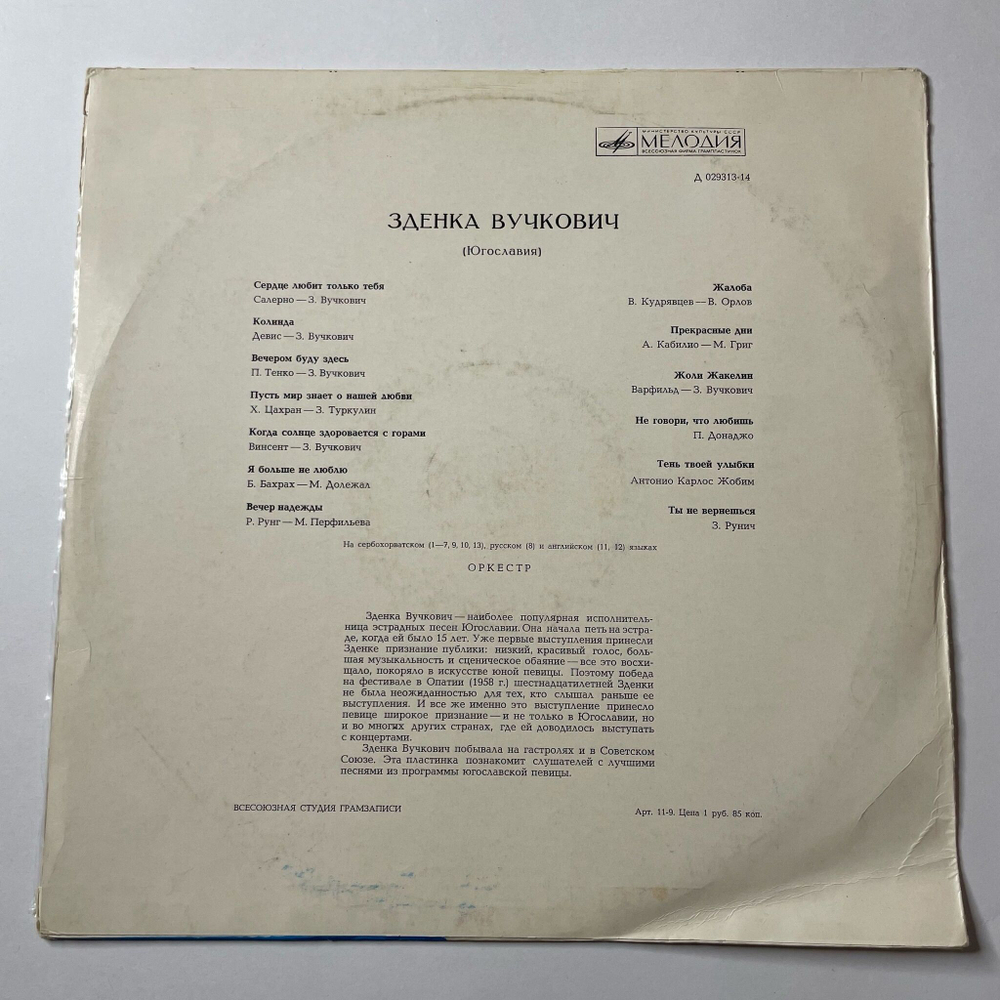 МИНИСТЕРСТВО КУЛЬТУРЫ СССР
МЕЛОДИЯ
ВСЕСОЮЗНАЯ ФИРМА ГРАМПЛАСТИНОК
Д 029313-14
ЗДЕНКА ВУЧКОВИЧ
(Югославия)
Сердце любит только тебя
Салерно — З. Вучкович
Колинда
Девис — З. Вучкович
Вечером буду здесь
П. Тенко — З. Вучкович
Пусть мир знает о нашей любви
Х. Цахран — З. Туркулин
Когда солнце здоровается с горами
Винсент — З. Вучкович
Я больше не люблю
Б. Бахрах — М. Долежал
Вечер надежды
Р. Рунг — М. Перфильева
Жалоба
В. Кудрявцев — В. Орлов
Прекрасные дни
А. Кабилио — М. Григ
Жоли Жакелин
Варфильд — З. Вучкович
Не говори, что любишь
П. Донаджо
Тень твоей улыбки
Антонио Карлос Жобим
Ты не вернешься
З. Рунич
На сербохорватском (1—7, 9, 10, 13), русском (8) и английском (11, 12) языках
ОРКЕСТР
Зденка Вучкович — наиболее популярная исполнитель-
ница эстрадных песен Югославии. Она начала петь на эстра-
де, когда ей было 15 лет. Уже первые выступления принесли
Зденке признание публики: низкий, красивый голос, боль-
шая музыкальность и сценическое обаяние — все это восхи-
щало, покоряло в искусстве юной певицы. Поэтому победа
на фестивале в Опатии (1958 г.) шестнадцатилетней Зденки
не была неожиданностью для тех, кто слышал раньше ее
выступления. И все же именно это выступление принесло
певице широкое признание — и не только в Югославии, но
и во многих других странах, где ей доводилось выступать
с концертами.
Зденка Вучкович побывала на гастролях и в Советском
Союзе. Эта пластинка познакомит слушателей с лучшими
песнями из программы югославской певицы.
ВСЕСОЮЗНАЯ СТУДИЯ ГРАМЗАПИСИ
Арт. 11-9. Цена 1 руб. 85 коп.